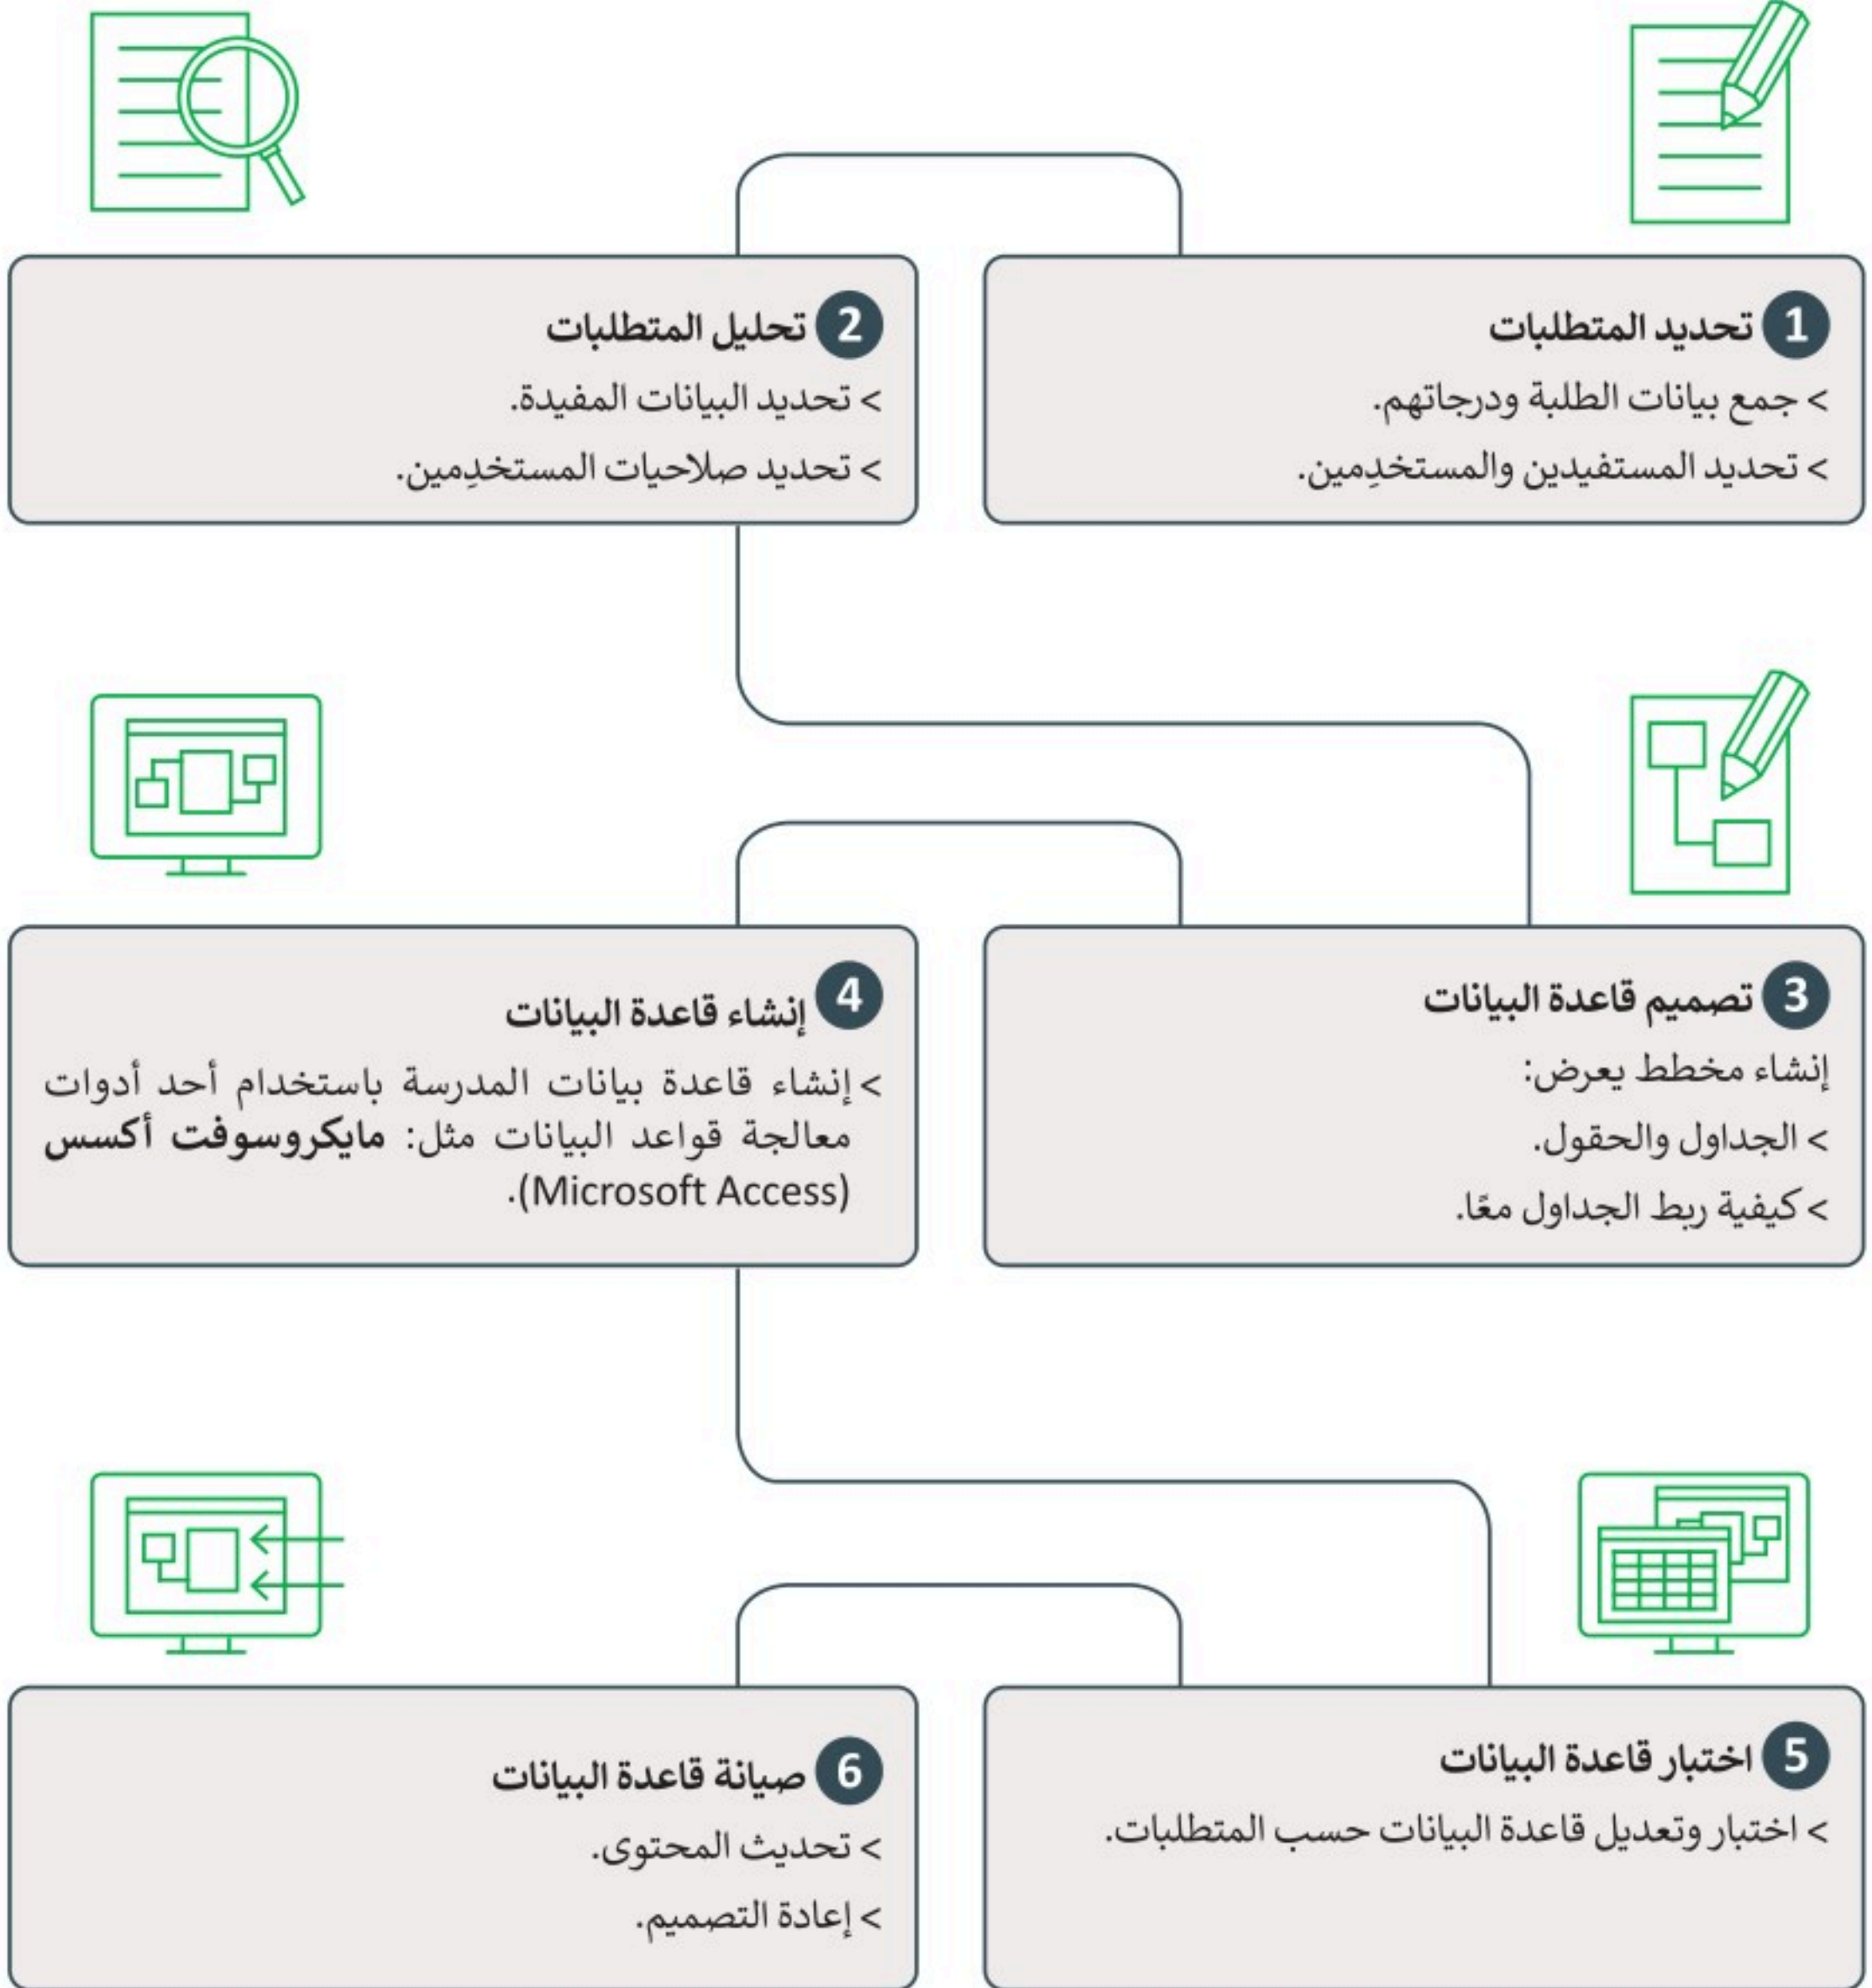 1 تحديد المتطلبات
> جمع بيانات الطلبة ودرجاتهم.
> تحديد المستفيدين والمستخدِمين.
2 تحليل المتطلبات
> تحديد البيانات المفيدة.
> تحديد صلاحيات المستخدِمين.
3 تصميم قاعدة البيانات
إنشاء مخطط يعرض:
> الجداول والحقول.
> كيفية ربط الجداول معًا.
4 إنشاء قاعدة البيانات
> إنشاء قاعدة بيانات المدرسة باستخدام أحد أدوات
معالجة قواعد البيانات مثل: مايكروسوفت أكسس
(Microsoft Access).
5 اختبار قاعدة البيانات
> اختبار وتعديل قاعدة البيانات حسب المتطلبات.
6 صيانة قاعدة البيانات
> تحديث المحتوى.
> إعادة التصميم.